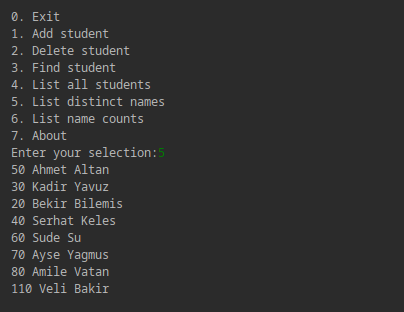 0. Exit
1. Add student
2. Delete student
3. Find student
4. List all students
5. List distinct names
6. List name counts
7. About
Enter your selection:5
50 Ahmet Altan
30 Kadir Yavuz
20 Bekir Bilemis
40 Serhat Keles
60 Sude Su
70 Ayse Yagmus
80 Amile Vatan
110 Veli Bakir